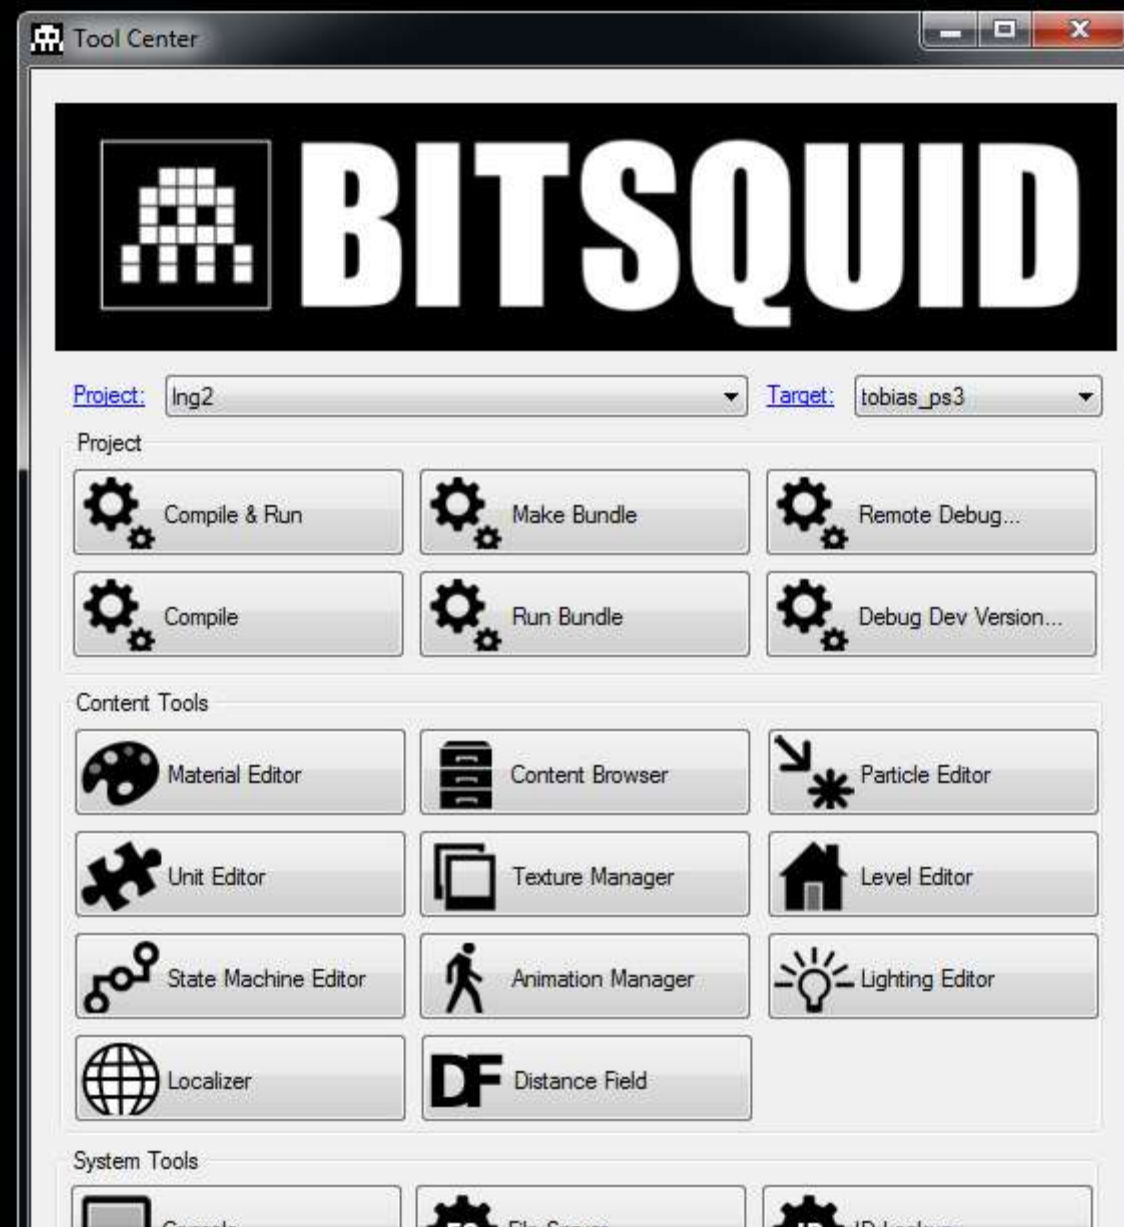 Tool Center
BITSQUID
Project: lng2 Target: tobias_ps3
Project
Compile & Run Make Bundle Remote Debug...
Compile Run Bundle Debug Dev Version...
Content Tools
Material Editor Content Browser Particle Editor
Unit Editor Texture Manager Level Editor
State Machine Editor Animation Manager Lighting Editor
Localizer DF Distance Field
System Tools